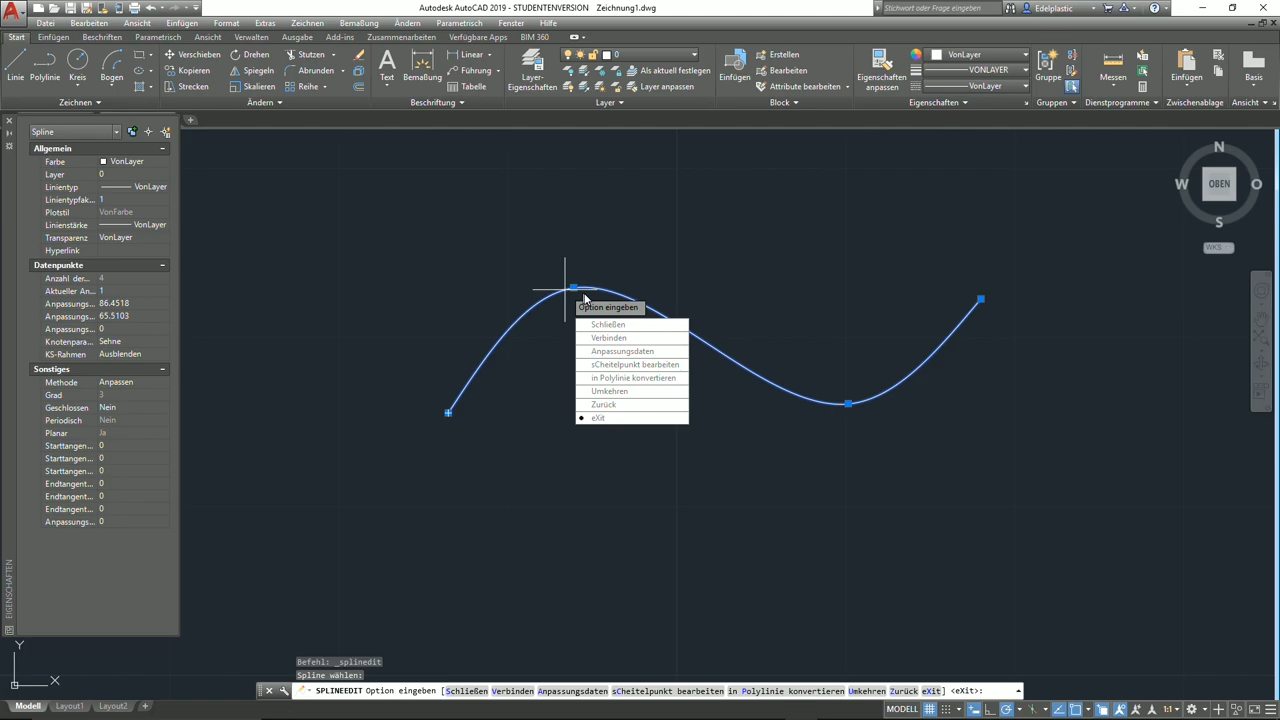 Autodesk AutoCAD 2019 - STUDENTENVERSION Zeichnung1.dwg
Stichwort oder Frage eingeben
Edelplastic
Datei Bearbeiten Ansicht Einfügen Format Extras Zeichnen Bemaßung Ändern Parametrisch Fenster Hilfe
Start Einfügen Beschriften Parametrisch Ansicht Verwalten Ausgabe Add-ins Zusammenarbeiten Verfügbare Apps BIM 360
Linie Polylinie Kreis Bogen
Verschieben Drehen Stutzen
Kopieren Spiegeln Abrunden
Strecken Skalieren Reihe
Text Bemaßung
Linear
Führung
Tabelle
Layer-
Eigenschaften
0
Als aktuell festlegen
Layer anpassen
Einfügen
Erstellen
Bearbeiten
Attribute bearbeiten
Eigenschaften
anpassen
VonLayer
VONLAYER
VonLayer
Gruppe
Messen
Einfügen
Basis
Zeichnen Ändern Beschriftung Layer Block Eigenschaften Gruppen Dienstprogramme Zwischenablage Ansicht
Spline
Allgemein
Farbe VonLayer
Layer 0
Linientyp VonLayer
Linientypfak... 1
Plotstil VonFarbe
Linienstärke VonLayer
Transparenz VonLayer
Hyperlink
Datenpunkte
Anzahl der... 4
Aktueller An... 1
Anpassungs... 86.4518
Anpassungs... 65.5103
Anpassungs... 0
Knotenpara... Sehne
KS-Rahmen Ausblenden
Sonstiges
Methode Anpassen
Grad 3
Geschlossen Nein
Periodisch Nein
Planar Ja
Starttangen... 0
Starttangen... 0
Starttangen... 0
Endtangent... 0
Endtangent... 0
Endtangent... 0
Anpassungs... 0
EIGENSCHAFTEN
N
W OBEN O
S
WKS
Option eingeben
Schließen
Verbinden
Anpassungsdaten
sCheitelpunkt bearbeiten
in Polylinie konvertieren
Umkehren
Zurück
eXit
Y
X
Befehl: _splinedit
Spline wählen:
SPLINEEDIT Option eingeben [Schließen Verbinden Anpassungsdaten sCheitelpunkt bearbeiten in Polylinie konvertieren Umkehren Zurück eXit] <eXit>:
Modell Layout1 Layout2 +
MODELL
1:1